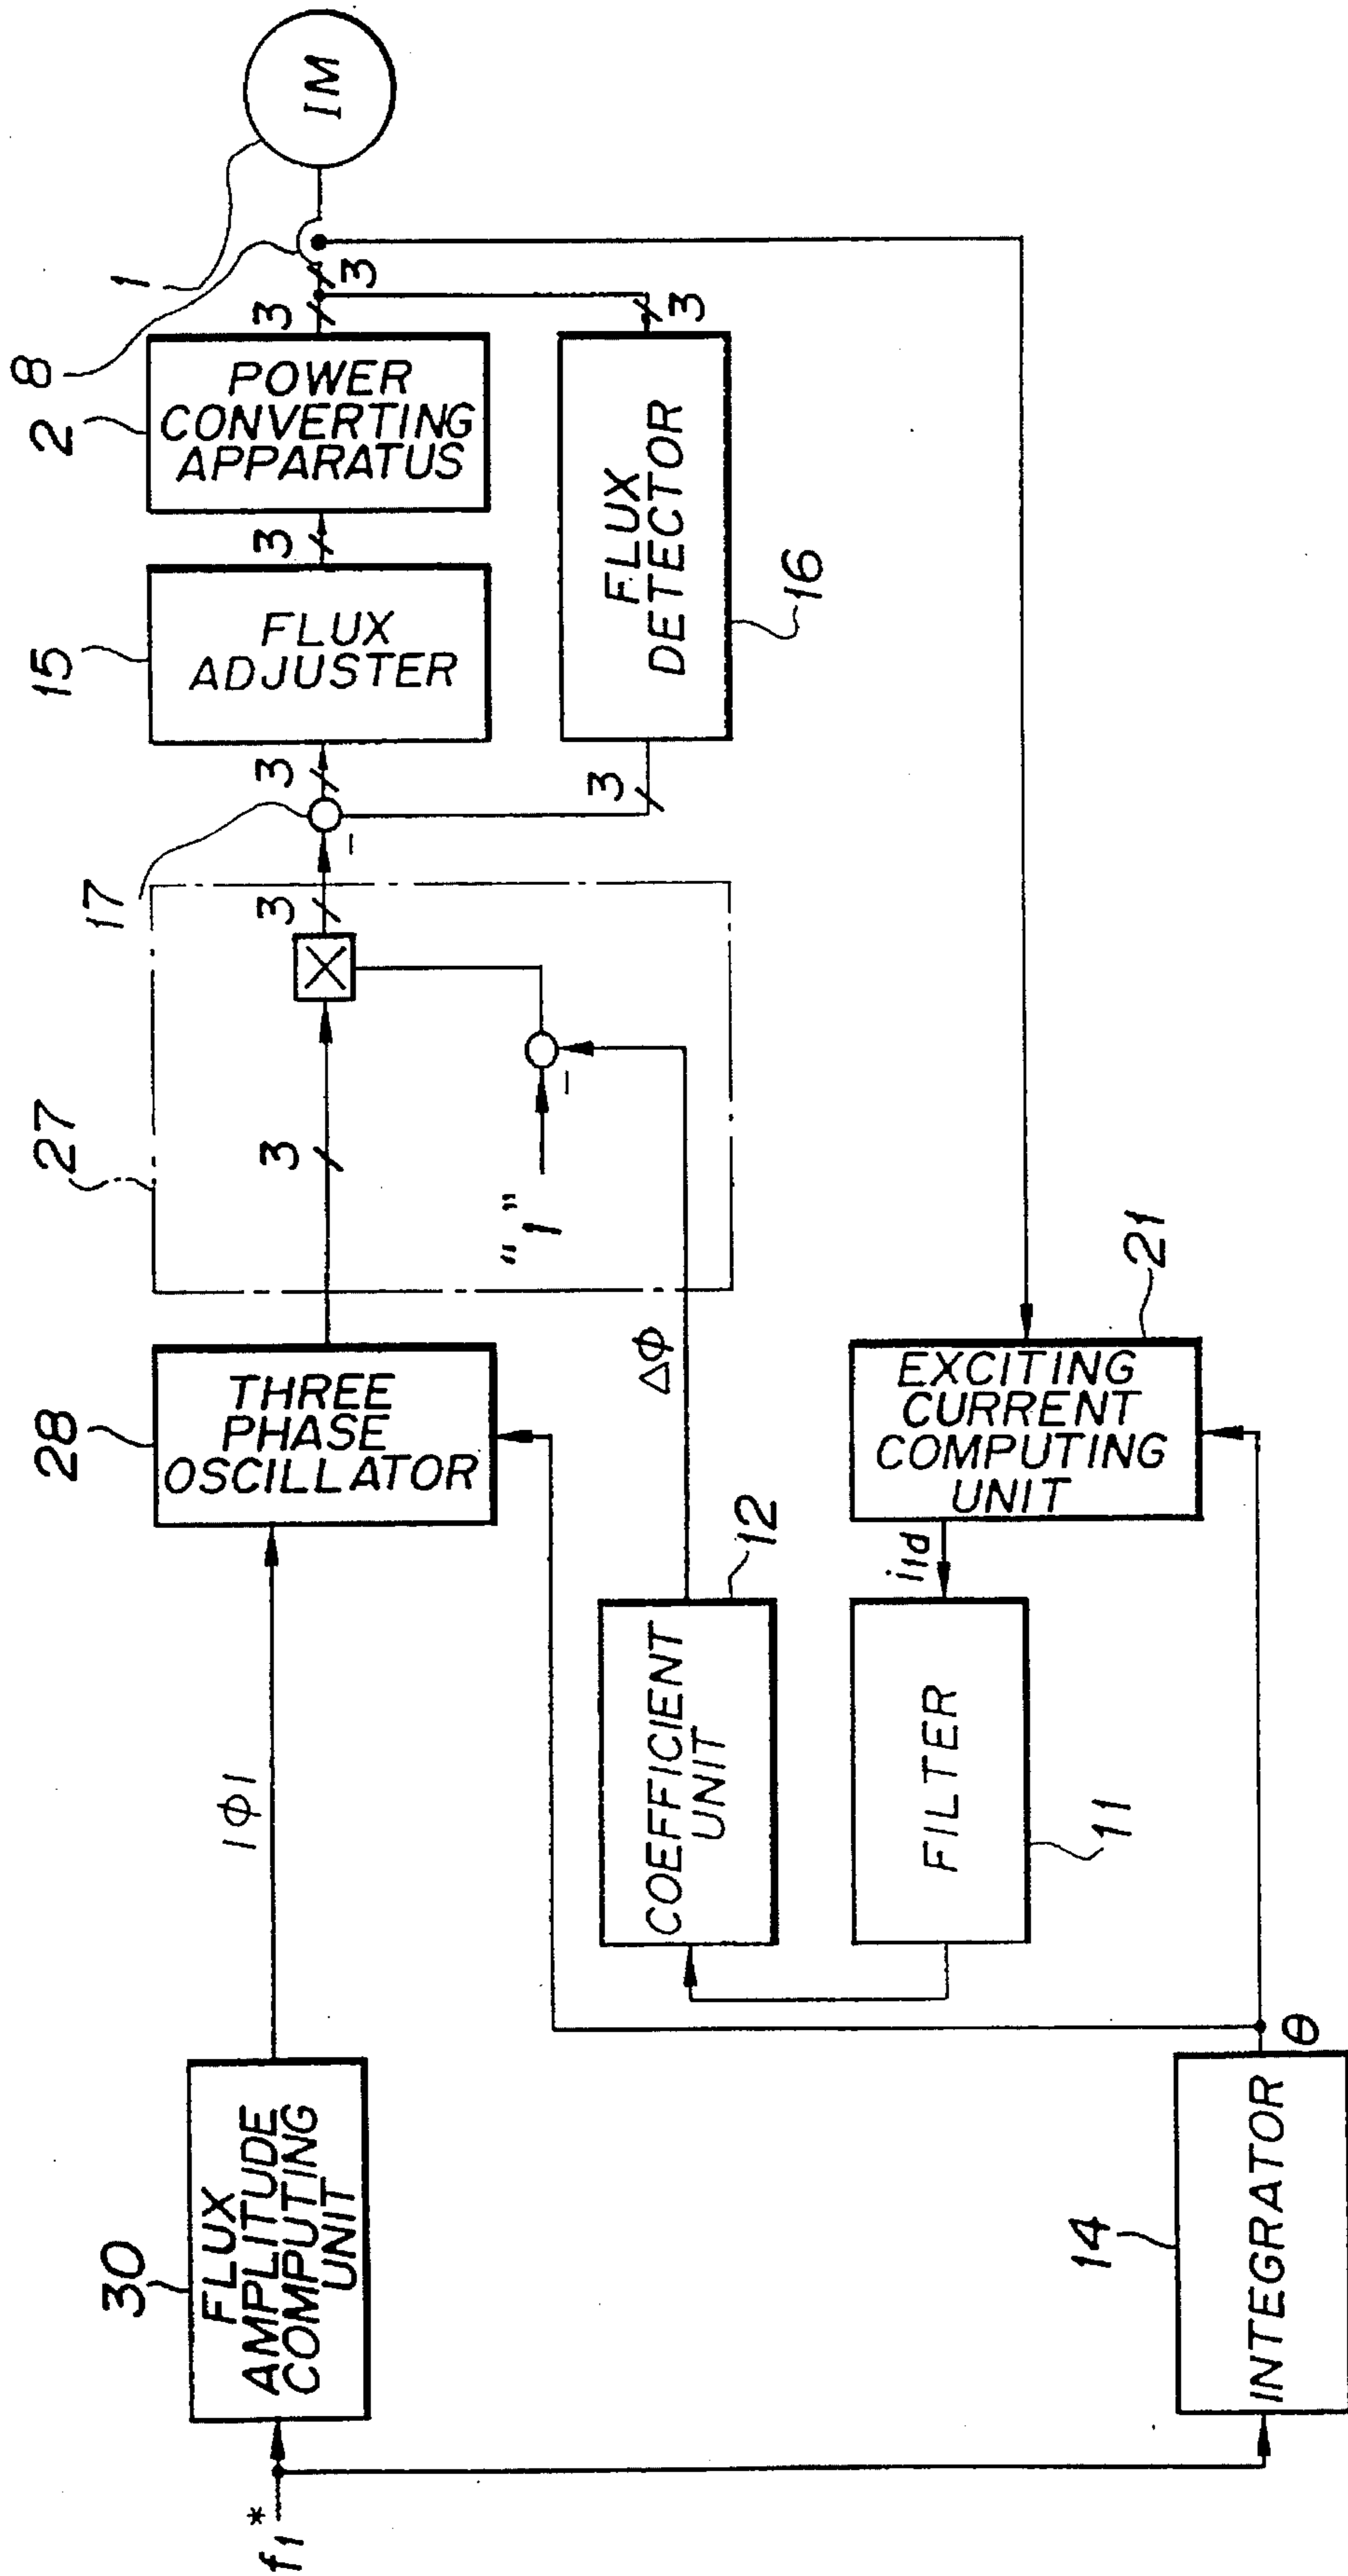 f1*
30
FLUX
AMPLITUDE
COMPUTING
UNIT
|φ|
28
THREE
PHASE
OSCILLATOR
3
27
"1"
−
Δφ
3
17
−
3
15
FLUX
ADJUSTER
3
2
POWER
CONVERTING
APPARATUS
3
8
3
1
IM
3
FLUX
DETECTOR
16
3
12
COEFFICIENT
UNIT
FILTER
11
i1d
EXCITING
CURRENT
COMPUTING
UNIT
21
14
INTEGRATOR
θ